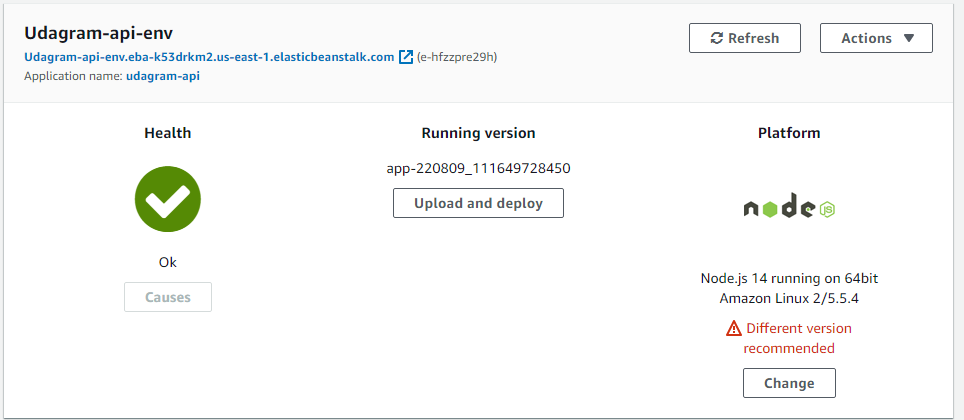 Udagram-api-env
Udagram-api-env.eba-k53drkm2.us-east-1.elasticbeanstalk.com (e-hfzzpre29h)
Application name: udagram-api
Refresh
Actions
Health
Ok
Causes
Running version
app-220809_111649728450
Upload and deploy
Platform
node JS
Node.js 14 running on 64bit
Amazon Linux 2/5.5.4
Different version
recommended
Change